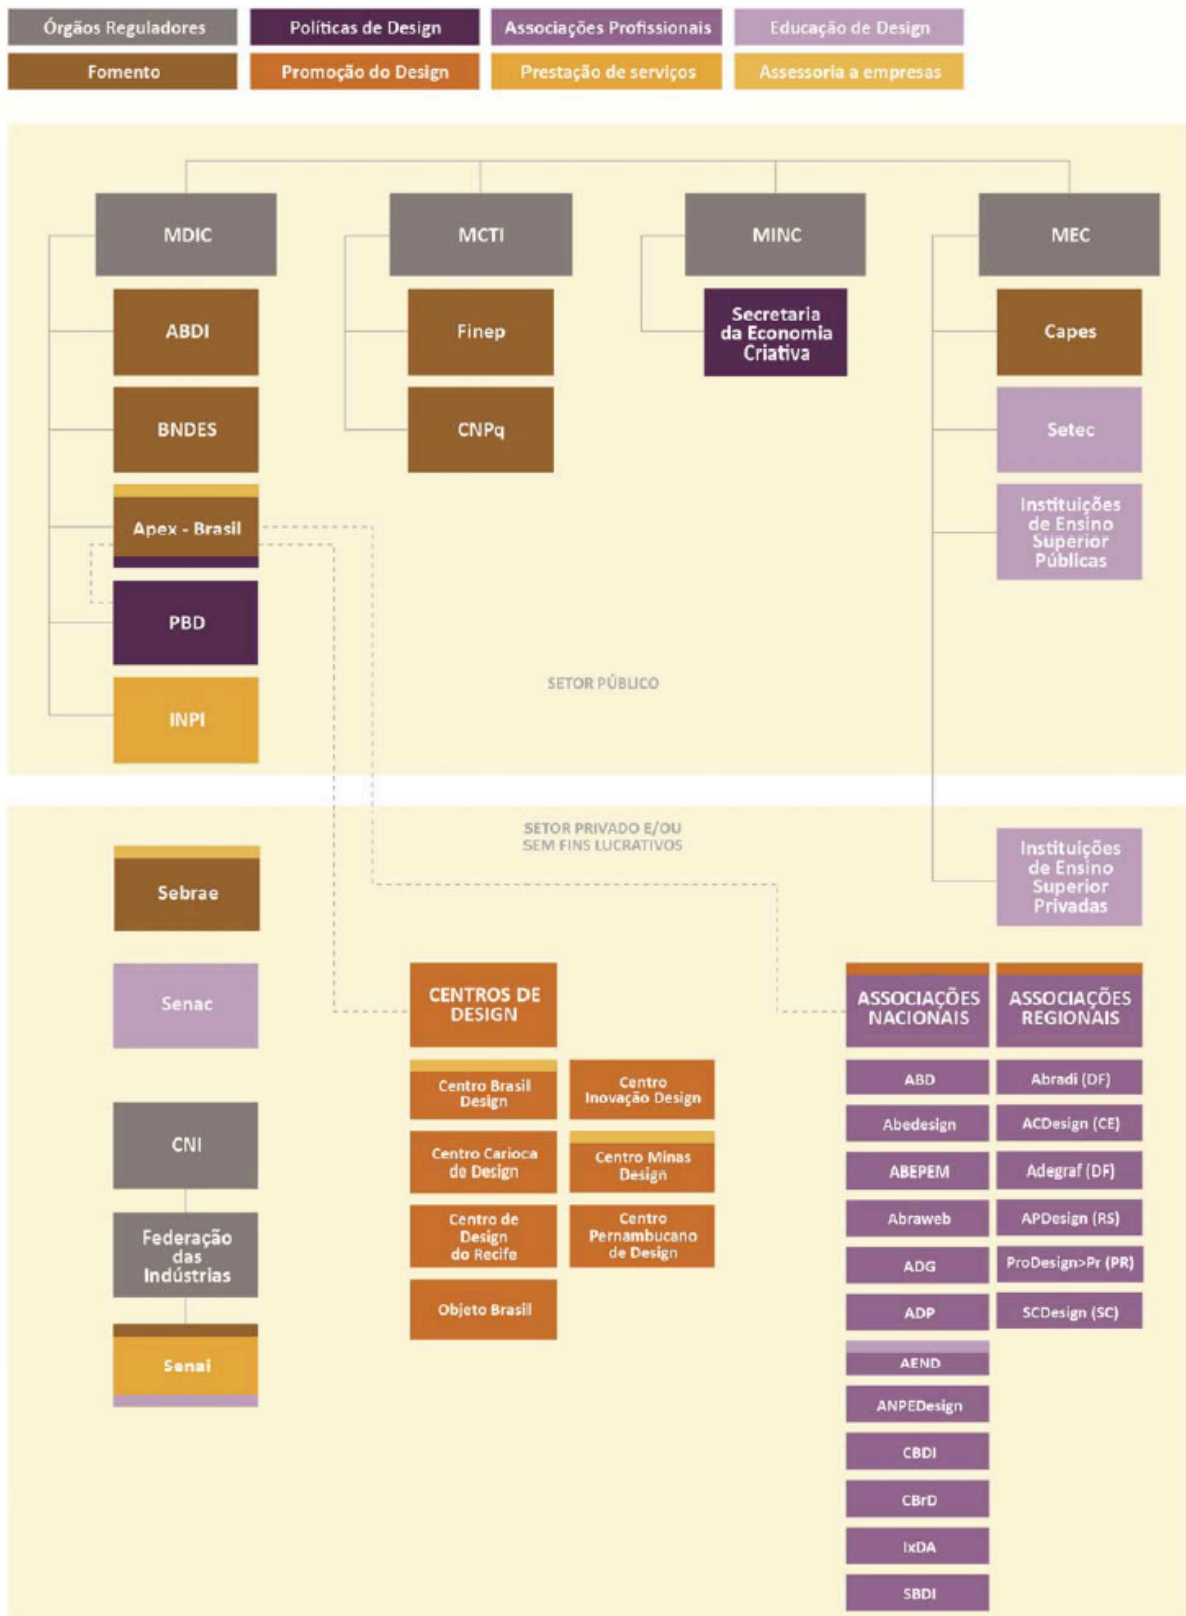 Órgãos Reguladores
Políticas de Design
Associações Profissionais
Educação de Design
Fomento
Promoção do Design
Prestação de serviços
Assessoria a empresas
MDIC
MCTI
MINC
MEC
ABDI
Finep
Secretaria
da Economia
Criativa
Capes
BNDES
CNPq
Setec
Apex - Brasil
Instituições
de Ensino
Superior
Públicas
PBD
INPI
SETOR PÚBLICO
SETOR PRIVADO E/OU
SEM FINS LUCRATIVOS
Sebrae
Instituições
de Ensino
Superior
Privadas
Senac
CNI
Federação
das
Indústrias
Senai
CENTROS DE
DESIGN
Centro Brasil
Design
Centro
Inovação Design
Centro Carioca
de Design
Centro Minas
Design
Centro de
Design
do Recife
Centro
Pernambucano
de Design
Objeto Brasil
ASSOCIAÇÕES
NACIONAIS
ABD
Abedesign
ABEPEM
Abraweb
ADG
ADP
AEND
ANPEDesign
CBDI
CBrD
IxDA
SBDI
ASSOCIAÇÕES
REGIONAIS
Abradi (DF)
ACDesign (CE)
Adegraf (DF)
APDesign (RS)
ProDesign>Pr (PR)
SCDesign (SC)